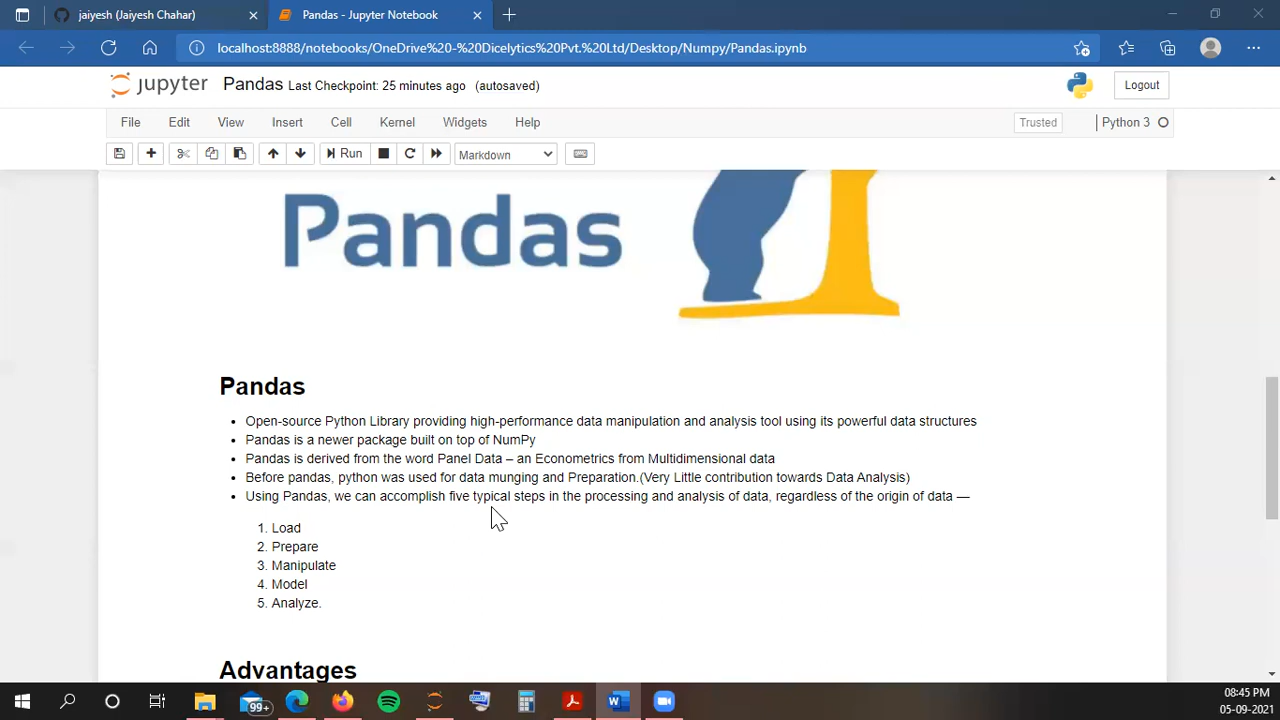 jaiyesh (Jaiyesh Chahar)
Pandas - Jupyter Notebook
localhost:8888/notebooks/OneDrive%20-%20Dicelytics%20Pvt.%20Ltd/Desktop/Numpy/Pandas.ipynb
jupyter Pandas Last Checkpoint: 25 minutes ago (autosaved)
Logout
File Edit View Insert Cell Kernel Widgets Help
Trusted
Python 3
Run
Markdown
Pandas
Pandas
• Open-source Python Library providing high-performance data manipulation and analysis tool using its powerful data structures
• Pandas is a newer package built on top of NumPy
• Pandas is derived from the word Panel Data – an Econometrics from Multidimensional data
• Before pandas, python was used for data munging and Preparation.(Very Little contribution towards Data Analysis)
• Using Pandas, we can accomplish five typical steps in the processing and analysis of data, regardless of the origin of data —
1. Load
2. Prepare
3. Manipulate
4. Model
5. Analyze.
Advantages
99+
08:45 PM
05-09-2021